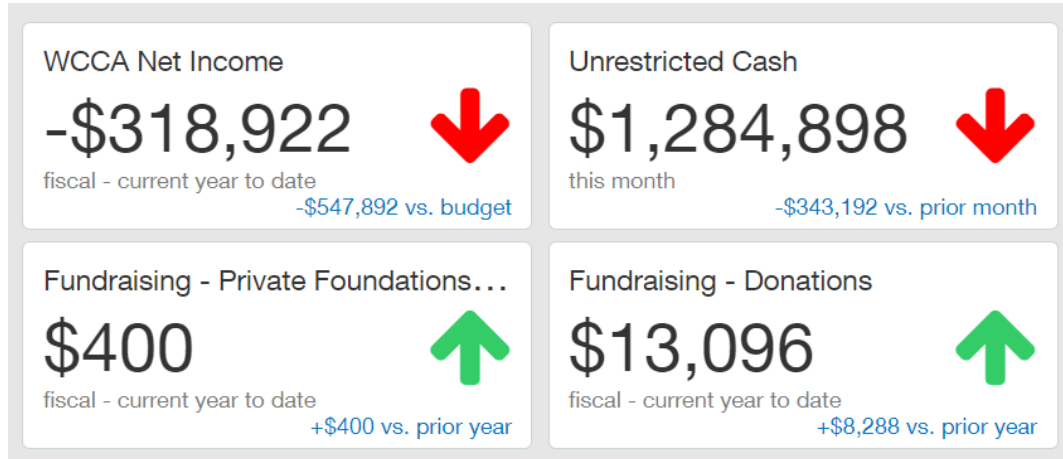 WCCA Net Income
-$318,922
fiscal - current year to date
-$547,892 vs. budget
Unrestricted Cash
$1,284,898
this month
-$343,192 vs. prior month
Fundraising - Private Foundations...
$400
fiscal - current year to date
+$400 vs. prior year
Fundraising - Donations
$13,096
fiscal - current year to date
+$8,288 vs. prior year